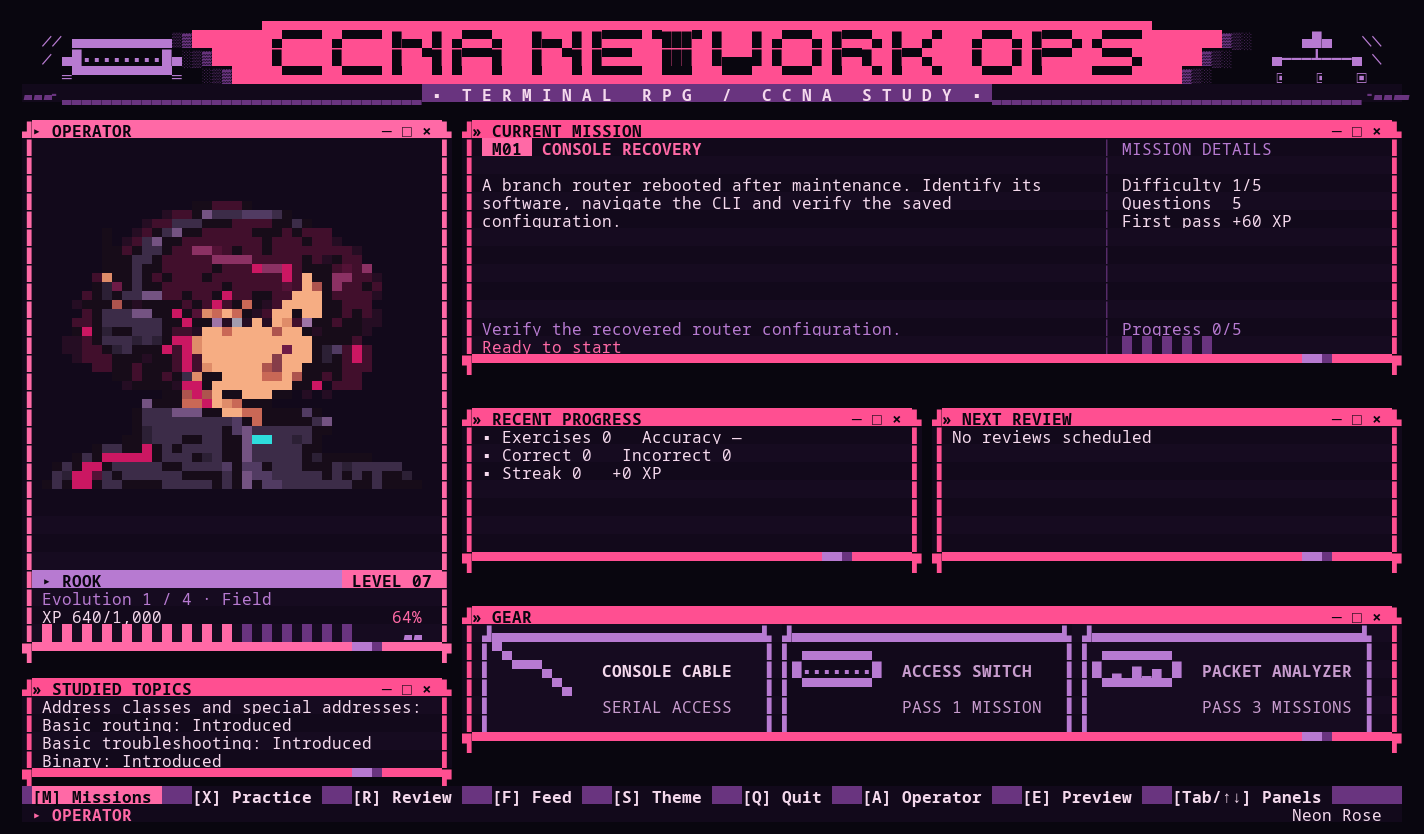 CCNA NETWORK OPS
▪ TERMINAL RPG / CCNA STUDY ▪
▸ OPERATOR — □ ×
» CURRENT MISSION — □ ×
M01 CONSOLE RECOVERY
A branch router rebooted after maintenance. Identify its
software, navigate the CLI and verify the saved
configuration.
Verify the recovered router configuration.
Ready to start
MISSION DETAILS
Difficulty 1/5
Questions 5
First pass +60 XP
Progress 0/5
» RECENT PROGRESS — □ ×
▪ Exercises 0 Accuracy —
▪ Correct 0 Incorrect 0
▪ Streak 0 +0 XP
» NEXT REVIEW — □ ×
No reviews scheduled
▸ ROOK LEVEL 07
Evolution 1 / 4 · Field
XP 640/1,000 64%
» STUDIED TOPICS — □ ×
Address classes and special addresses:
Basic routing: Introduced
Basic troubleshooting: Introduced
Binary: Introduced
» GEAR — □ ×
CONSOLE CABLE
SERIAL ACCESS
ACCESS SWITCH
PASS 1 MISSION
PACKET ANALYZER
PASS 3 MISSIONS
[M] Missions [X] Practice [R] Review [F] Feed [S] Theme [Q] Quit [A] Operator [E] Preview [Tab/↑↓] Panels
▸ OPERATOR Neon Rose